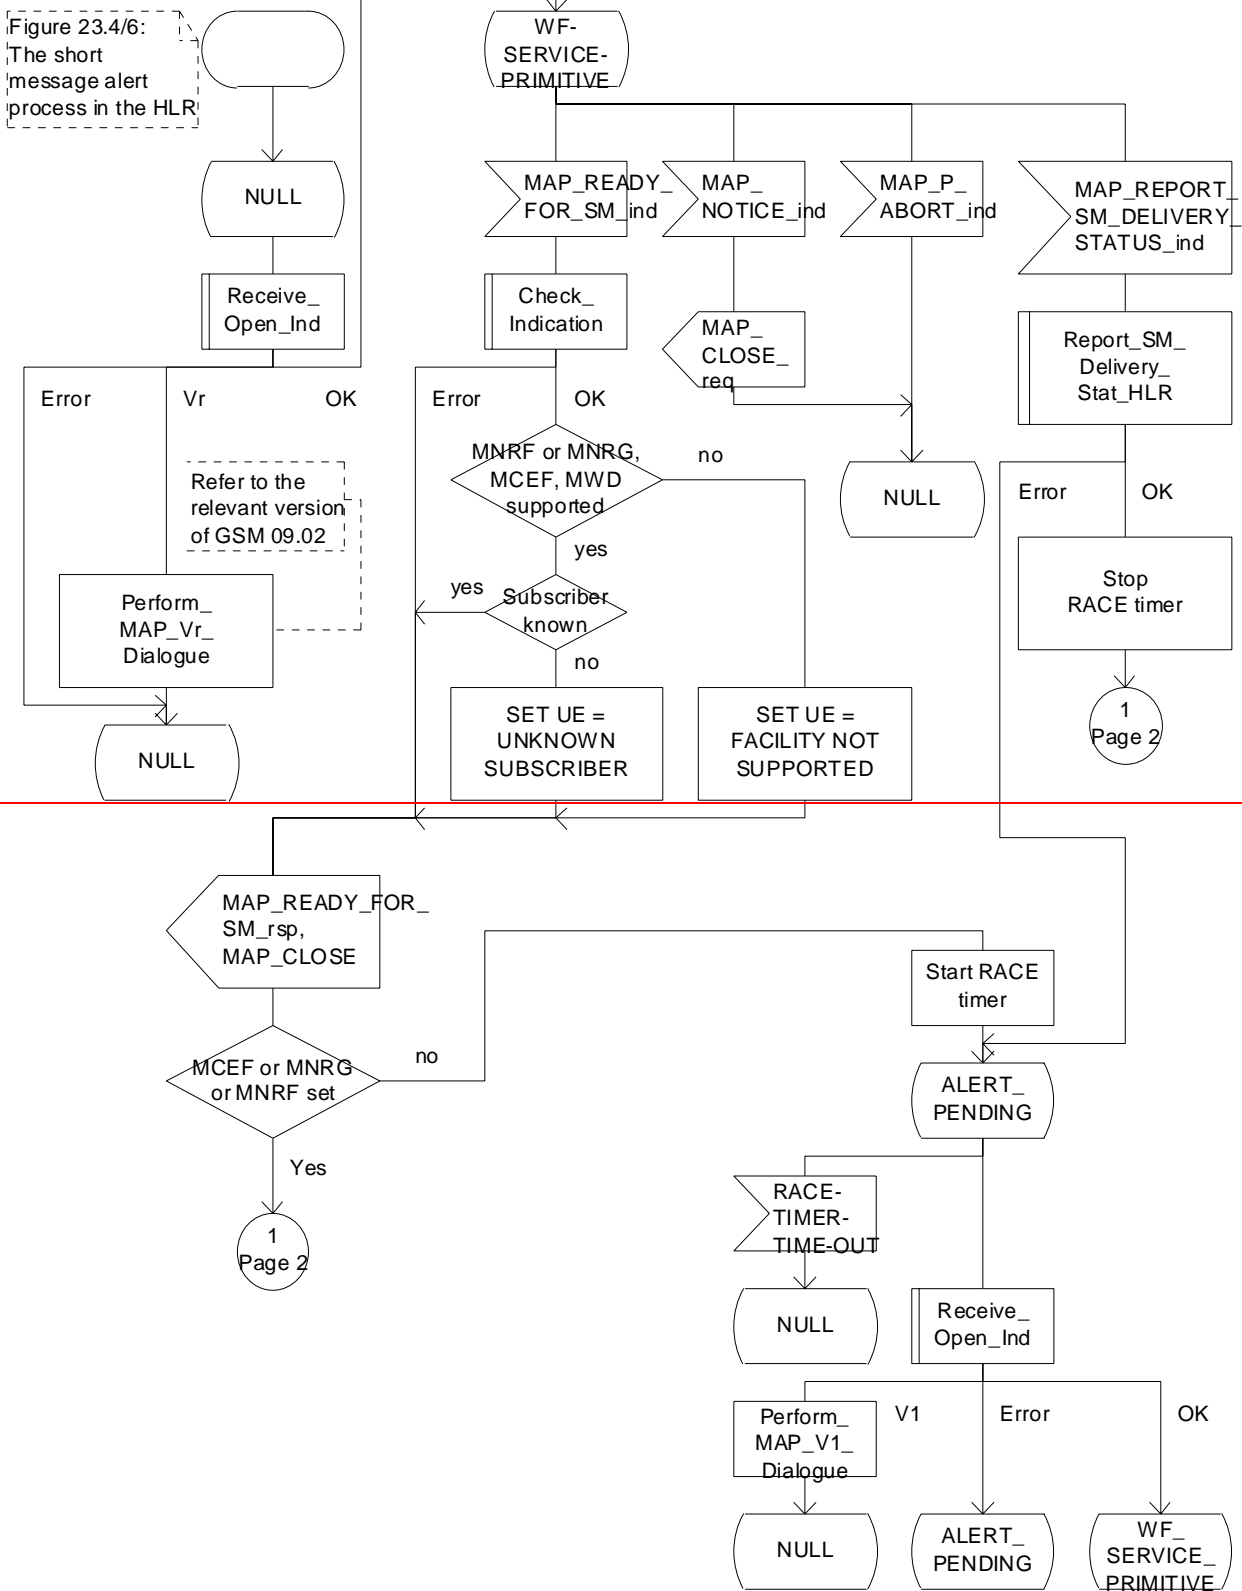 Figure 23.4/6:
The short
message alert
process in the HLR
NULL
Receive_
Open_Ind
Error
Vr
OK
Refer to the
relevant version
of GSM 09.02
Perform_
MAP_Vr_
Dialogue
NULL
WF-
SERVICE-
PRIMITIVE
MAP_READY_
FOR_SM_ind
MAP_
NOTICE_ind
MAP_P_
ABORT_ind
MAP_REPORT_
SM_DELIVERY_
STATUS_ind
Check_
Indication
MAP_
CLOSE_
req
Report_SM_
Delivery_
Stat_HLR
Error
OK
MNRF or MNRG,
MCEF, MWD
supported
no
yes
yes
Subscriber
known
no
NULL
Error
OK
Stop
RACE timer
1
Page 2
SET UE =
UNKNOWN
SUBSCRIBER
SET UE =
FACILITY NOT
SUPPORTED
MAP_READY_FOR_
SM_rsp,
MAP_CLOSE
MCEF or MNRG
or MNRF set
no
Yes
1
Page 2
Start RACE
timer
ALERT_
PENDING
RACE-
TIMER-
TIME-OUT
NULL
Receive_
Open_Ind
V1
Error
OK
Perform_
MAP_V1_
Dialogue
NULL
ALERT_
PENDING
WF_
SERVICE_
PRIMITIVE